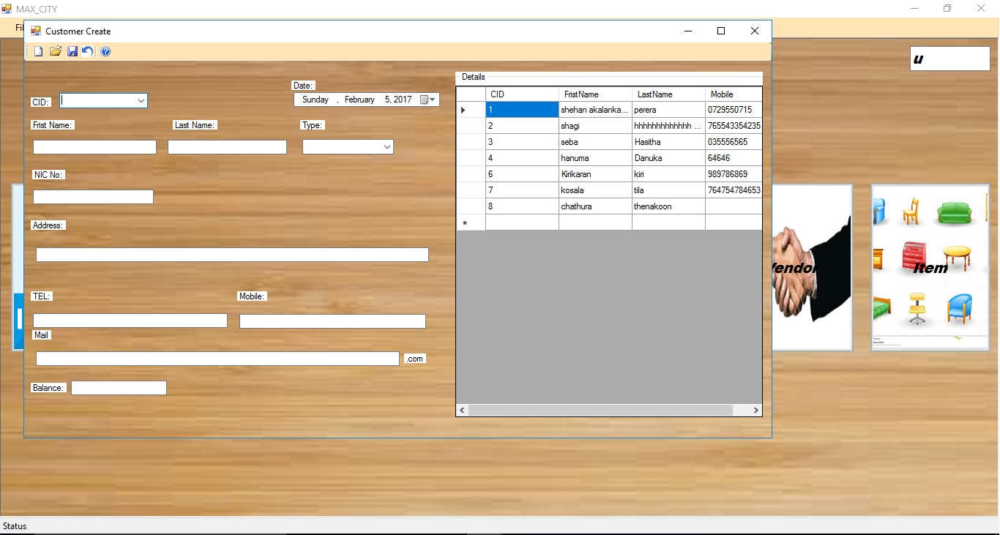 MAX_CITY
Fil
Customer Create
u
Date:
CID:
Sunday , February 5, 2017
Frist Name:
Last Name:
Type:
NIC No:
Address:
TEL:
Mobile:
Mail
.com
Balance:
Details
CID FristName LastName Mobile
1 shehan akalanka... perera 0729550715
2 shagi hhhhhhhhhhhhh ... 765543354235
3 seba Hasitha 035556565
4 hanuma Danuka 64646
6 Kirikaran kiri 989786869
7 kosala tila 764754784653
8 chathura thenakoon
Vendor
Item
Status